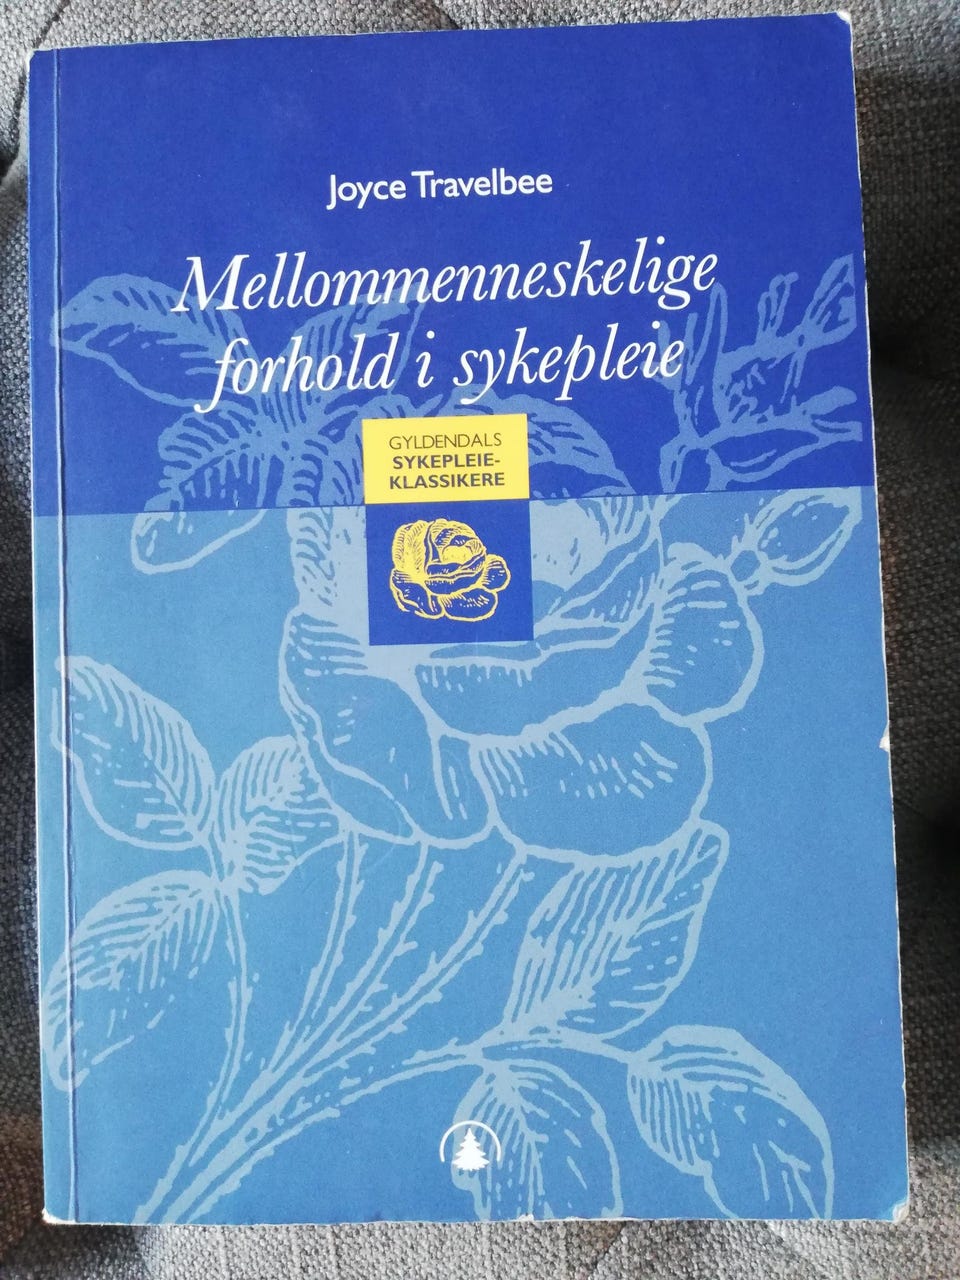 Joyce Travelbee
Mellommenneskelige
forhold i sykepleie
GYLDENDALS
SYKEPLEIE-
KLASSIKERE